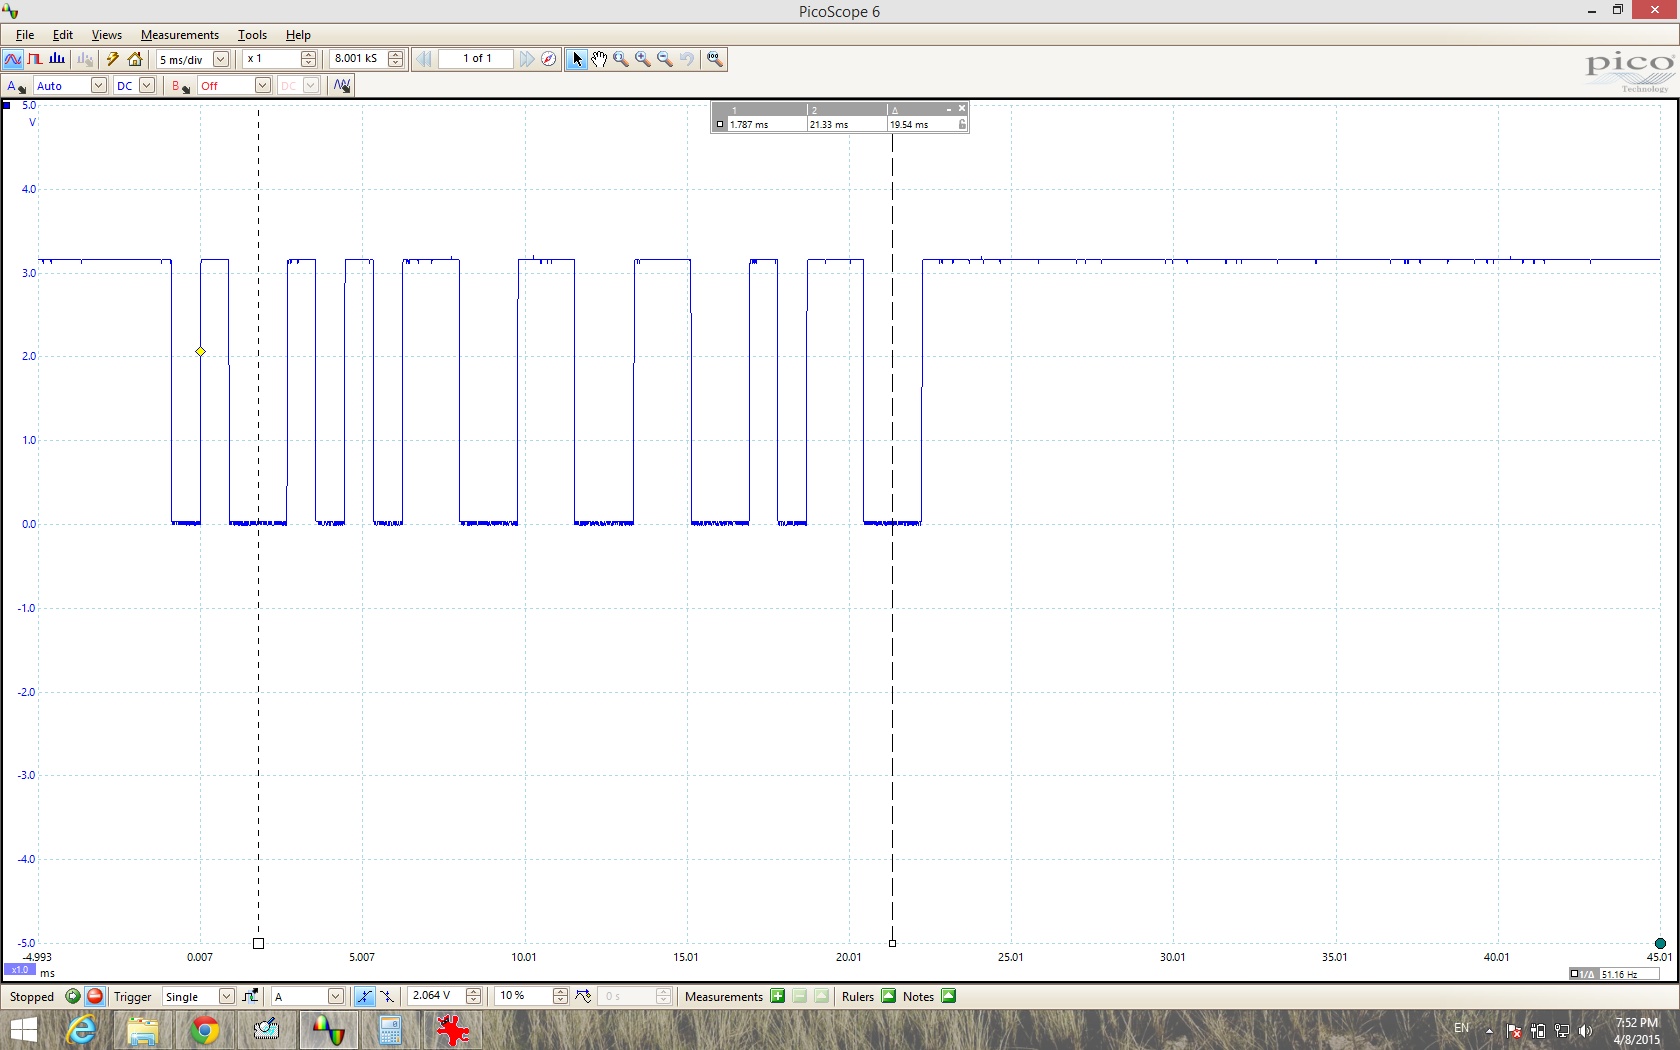 PicoScope 6
File Edit Views Measurements Tools Help
5 ms/div x 1 8.001 kS 1 of 1
pico
Technology
A Auto DC B Off DC
1 2 Δ
1.787 ms 21.33 ms 19.54 ms
5.0
V
4.0
3.0
2.0
1.0
0.0
-1.0
-2.0
-3.0
-4.0
-5.0
-4.993 0.007 5.007 10.01 15.01 20.01 25.01 30.01 35.01 40.01 45.01
x1.0 ms
1/Δ 51.16 Hz
Stopped Trigger Single A 2.064 V 10 % 0 s Measurements Rulers Notes
EN
7:52 PM
4/8/2015